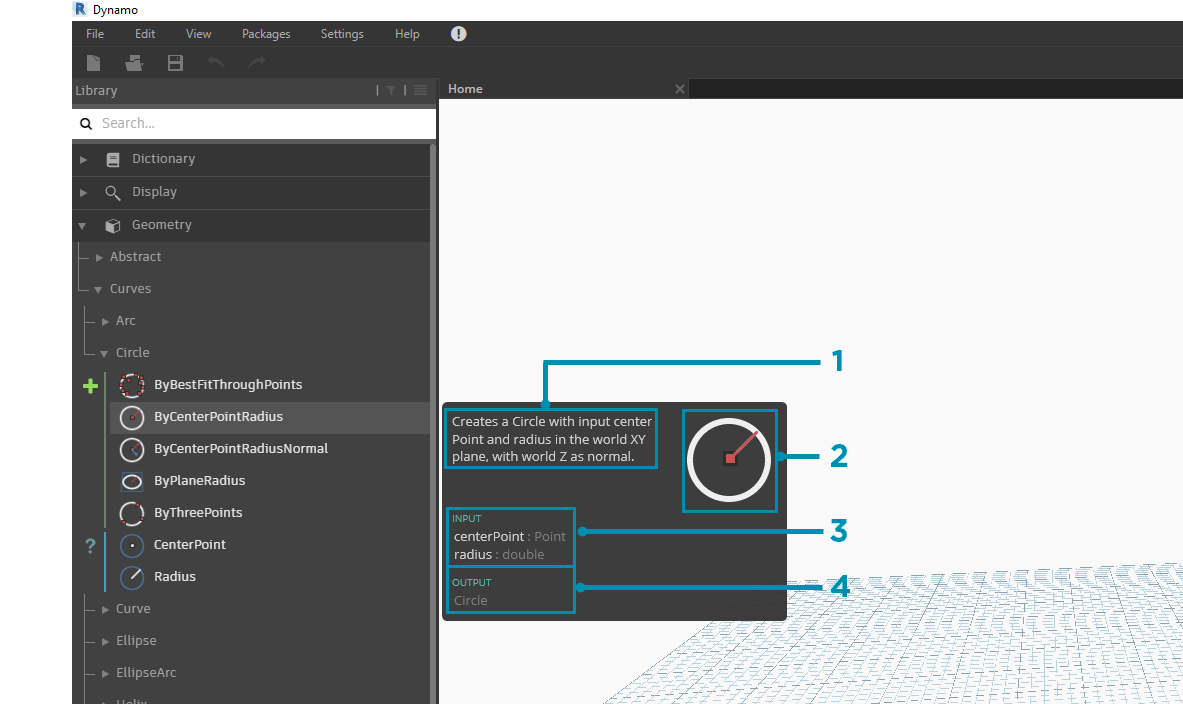 Dynamo
File Edit View Packages Settings Help
Library
Home
Search...
Dictionary
Display
Geometry
Abstract
Curves
Arc
Circle
ByBestFitThroughPoints
ByCenterPointRadius
ByCenterPointRadiusNormal
ByPlaneRadius
ByThreePoints
CenterPoint
Radius
Curve
Ellipse
EllipseArc
Helix
1
Creates a Circle with input center
Point and radius in the world XY
plane, with world Z as normal.
2
INPUT
centerPoint : Point
radius : double
3
OUTPUT
Circle
4